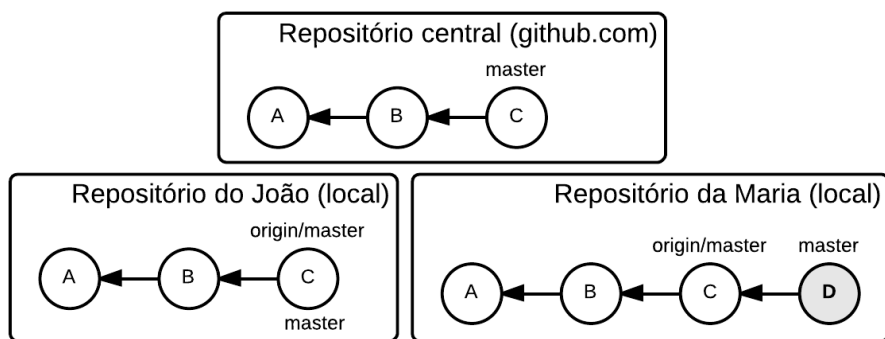 Repositório central (github.com)
master
A
B
C
Repositório do João (local)
origin/master
A
B
C
master
Repositório da Maria (local)
origin/master
master
A
B
C
D